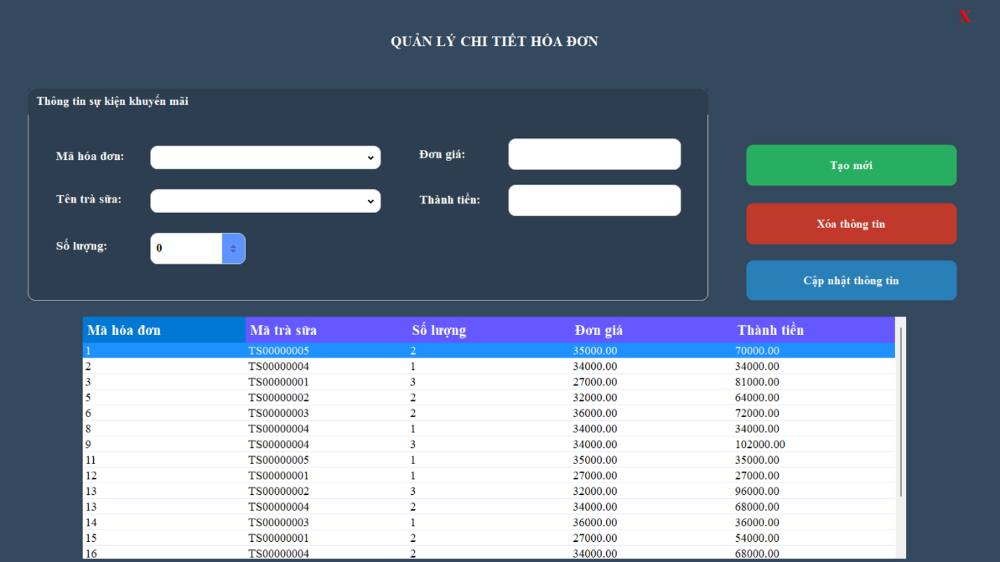 X
QUẢN LÝ CHI TIẾT HÓA ĐƠN
Thông tin sự kiện khuyến mãi
Mã hóa đơn:
Đơn giá:
Tên trà sữa:
Thành tiền:
Số lượng:
0
Tạo mới
Xóa thông tin
Cập nhật thông tin
Mã hóa đơn Mã trà sữa Số lượng Đơn giá Thành tiền
1 TS00000005 2 35000.00 70000.00
2 TS00000004 1 34000.00 34000.00
3 TS00000001 3 27000.00 81000.00
5 TS00000002 2 32000.00 64000.00
6 TS00000003 2 36000.00 72000.00
8 TS00000004 1 34000.00 34000.00
9 TS00000004 3 34000.00 102000.00
11 TS00000005 1 35000.00 35000.00
12 TS00000001 1 27000.00 27000.00
13 TS00000002 3 32000.00 96000.00
13 TS00000004 2 34000.00 68000.00
14 TS00000003 1 36000.00 36000.00
15 TS00000001 2 27000.00 54000.00
16 TS00000004 2 34000.00 68000.00